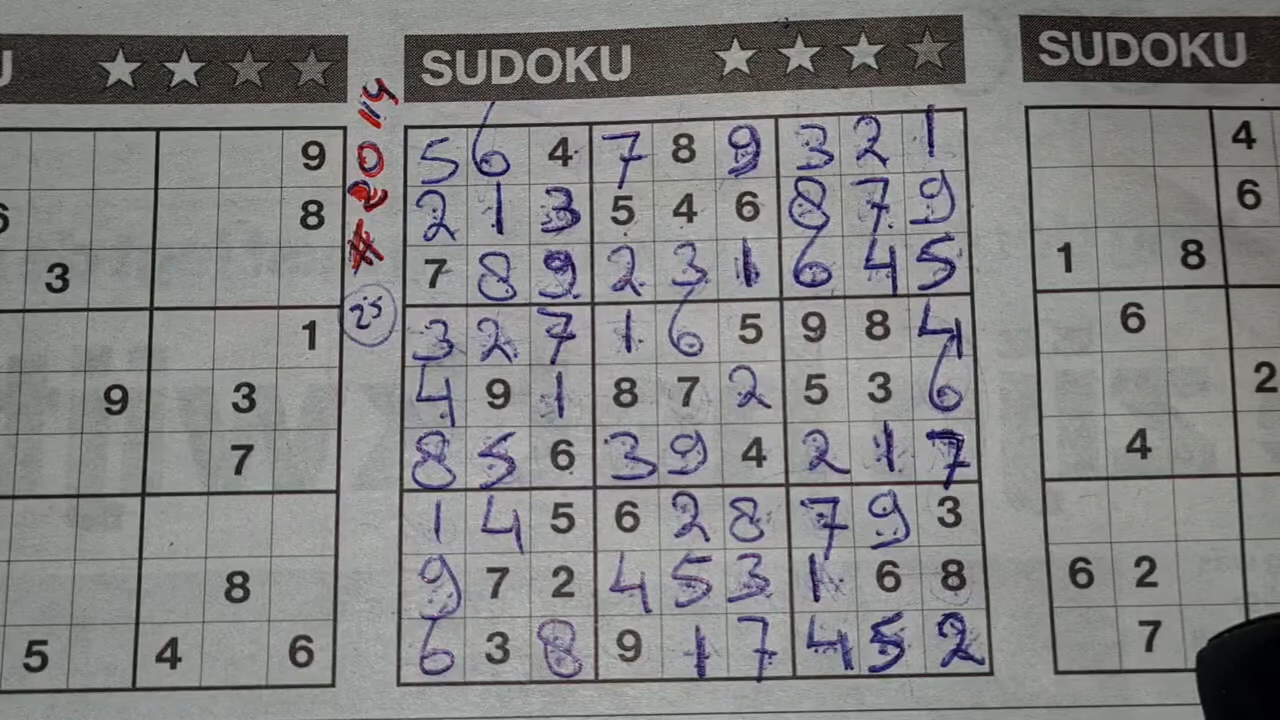 U
SUDOKU
SUDOKU
9
6 8
3
1
9 3
7
8
5 4 6
# 20 114
25
5 6 4 7 8 9 3 2 1
2 1 3 5 4 6 8 7 9
7 8 9 2 3 1 6 4 5
3 2 7 1 6 5 9 8 4
4 9 1 8 7 2 5 3 6
8 5 6 3 9 4 2 1 7
1 4 5 6 2 8 7 9 3
9 7 2 4 5 3 1 6 8
6 3 8 9 1 7 4 5 2
4
6
1 8
6
2
4
6 2
7